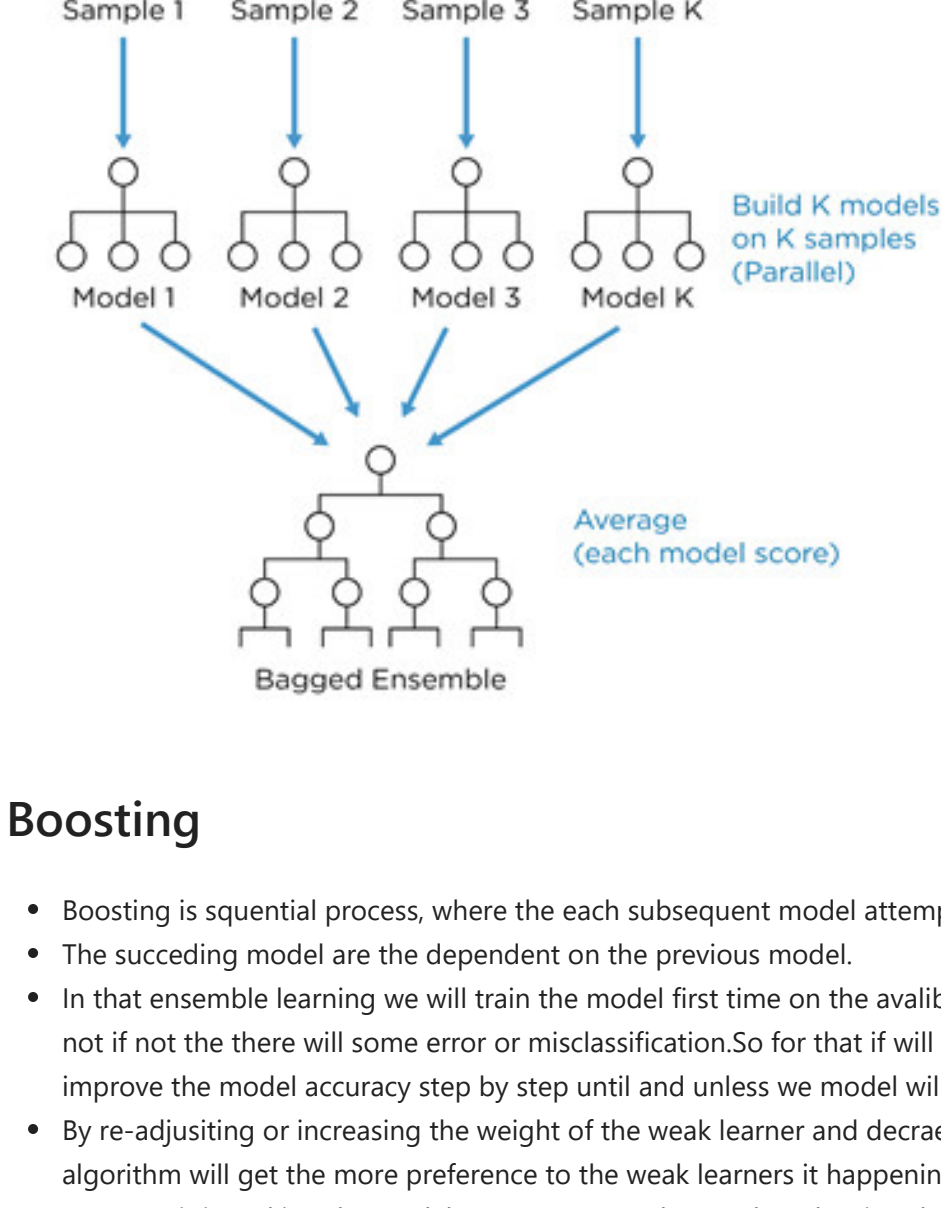 Sample 1 Sample 2 Sample 3 Sample K
Build K models
on K samples
(Parallel)
Model 1 Model 2 Model 3 Model K
Average
(each model score)
Bagged Ensemble
Boosting
• Boosting is squential process, where the each subsequent model
• The succeding model are the dependent on the previous model.
• In that ensemble learning we will train the model first time on the
not if not the there will some error or misclassification.So for that if will
improve the model accuracy step by step until and unless we model
• By re-adjusiting or increasing the weight of the weak learner and
algorithm will get the more preference to the weak learners it